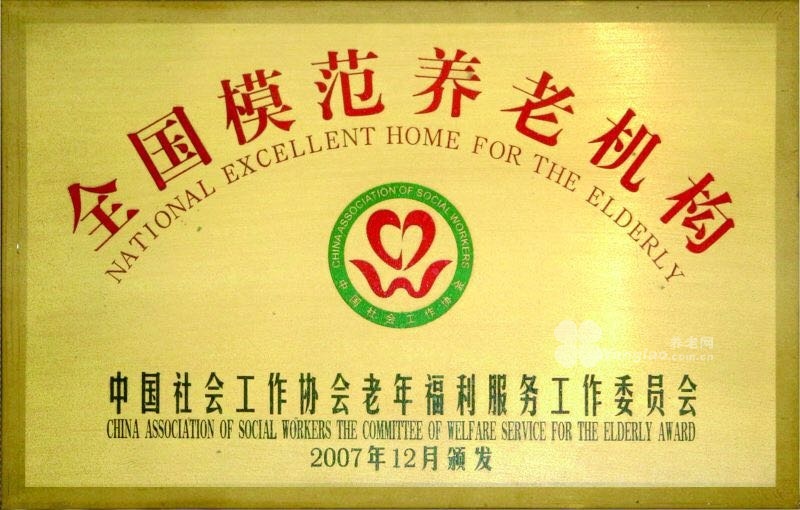 全国模范养老机构
NATIONAL EXCELLENT HOME FOR THE ELDERLY
CHINA ASSOCIATION OF SOCIAL WORKERS
中国社会工作协会
养老网
yanglao.com.cn
中国社会工作协会老年福利服务工作委员会
CHINA ASSOCIATION OF SOCIAL WORKERS THE COMMITTEE OF WELFARE SERVICE FOR THE ELDERLY AWARD
2007年12月颁发